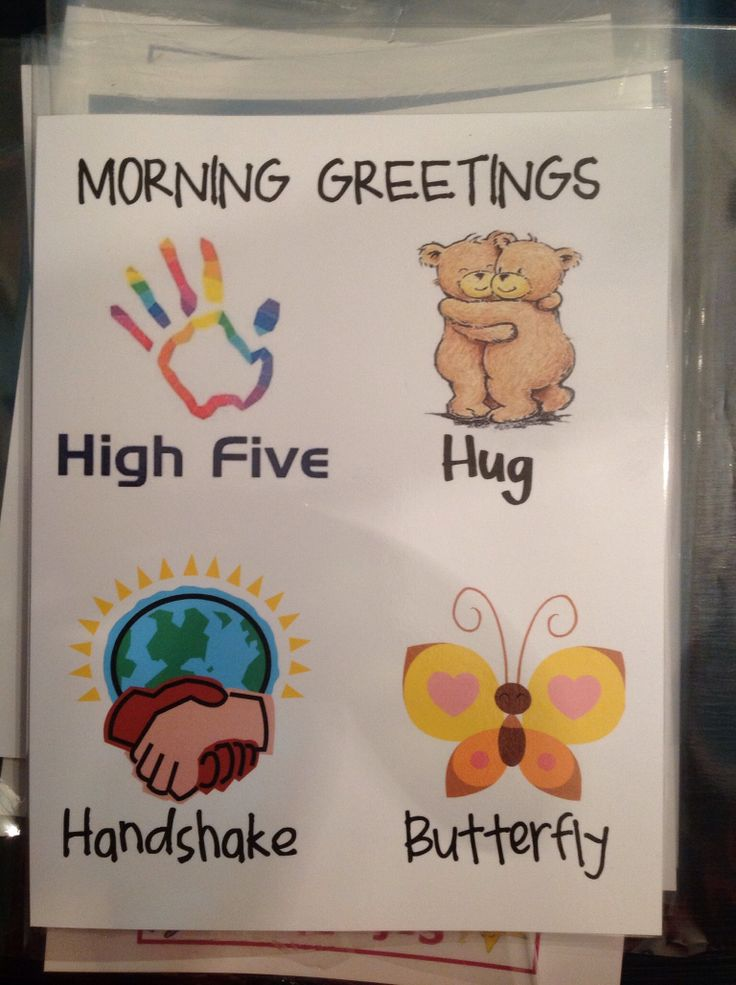 MORNING GREETINGS
High Five
Hug
Handshake
Butterfly